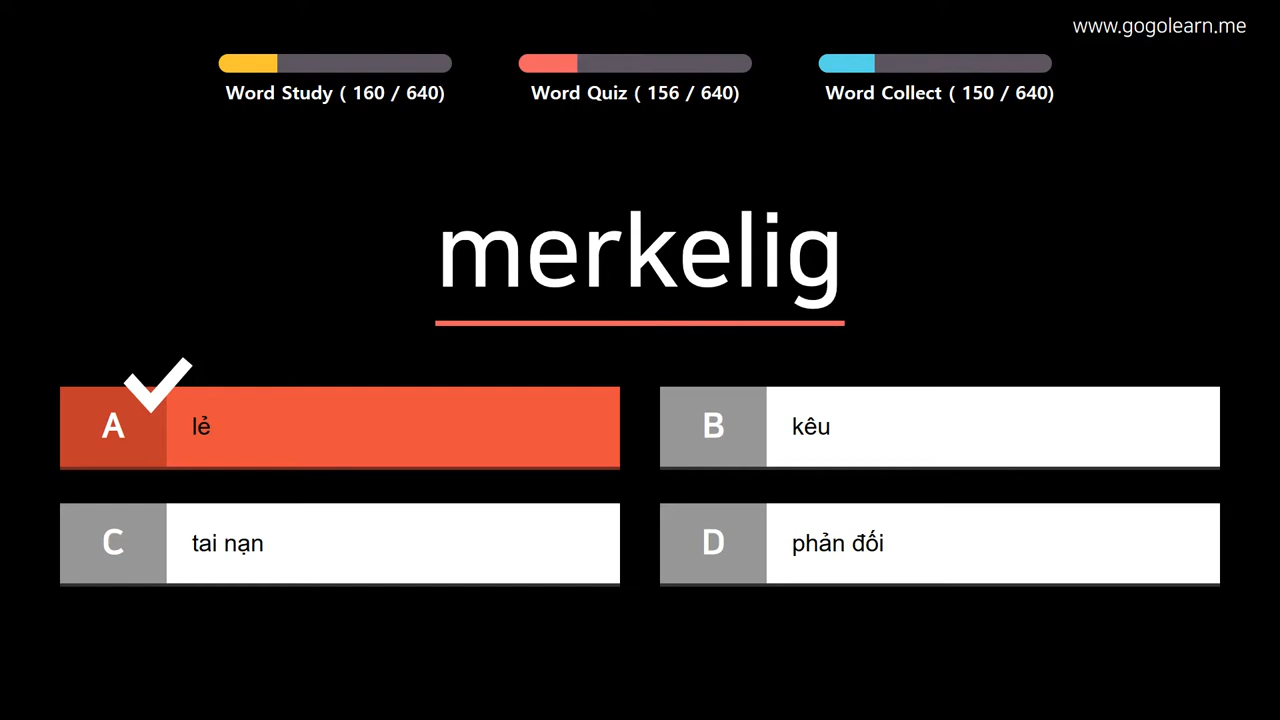 www.gogolearn.me
Word Study ( 160 / 640)
Word Quiz ( 156 / 640)
Word Collect ( 150 / 640)
merkelig
A lẻ
B kêu
C tai nạn
D phản đối